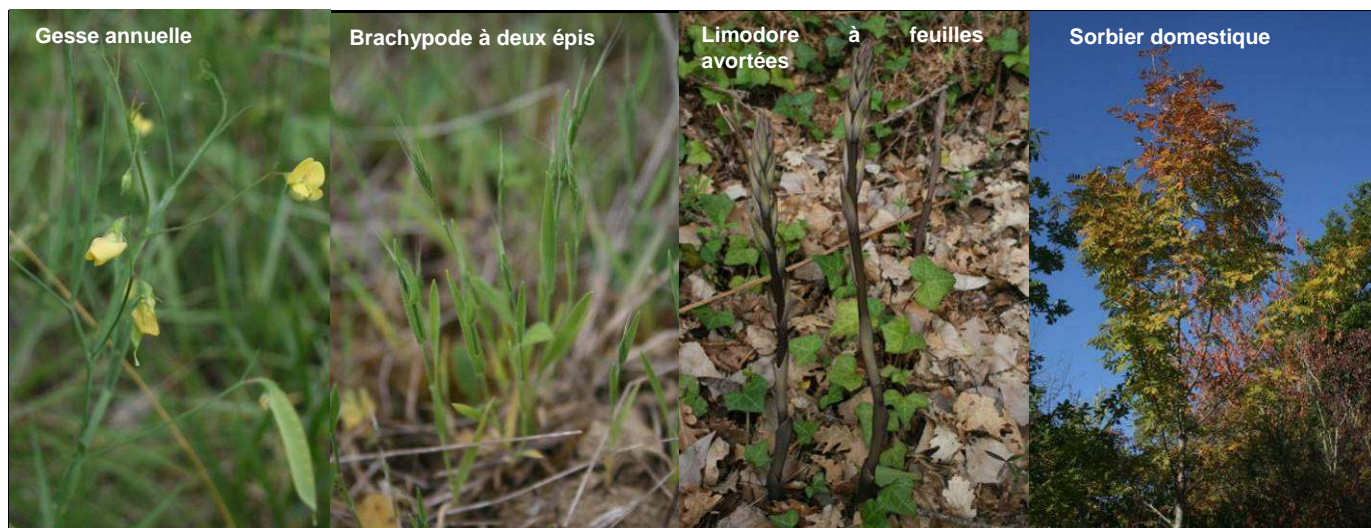 Gesse annuelle
Brachypode à deux épis
Limodore à feuilles
avortées
Sorbier domestique